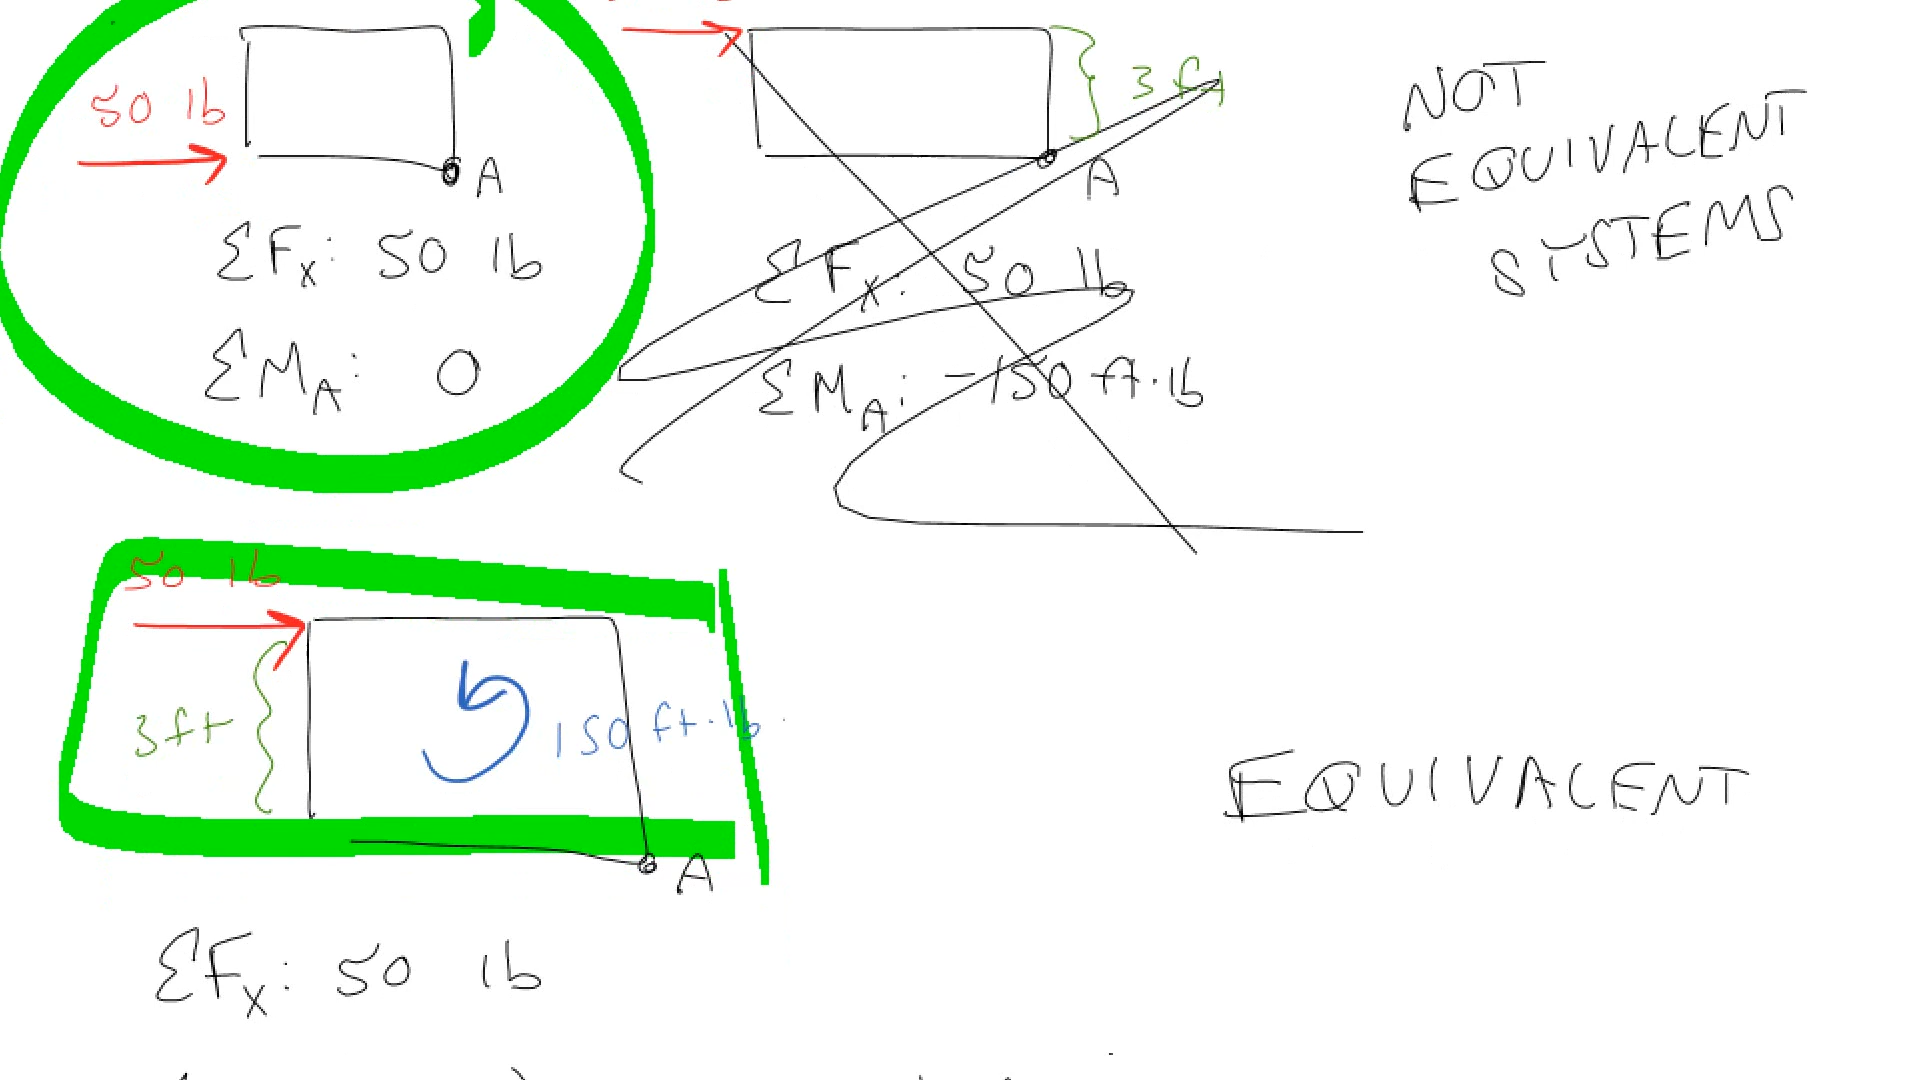 50 lb
A
ΣFx: 50 lb
ΣMA: 0
3 ft
A
ΣFx: 50 lb
ΣMA: -150 ft·lb
NOT
EQUIVALENT
SYSTEMS
50 lb
3 ft
150 ft·lb
A
EQUIVALENT
ΣFx: 50 lb